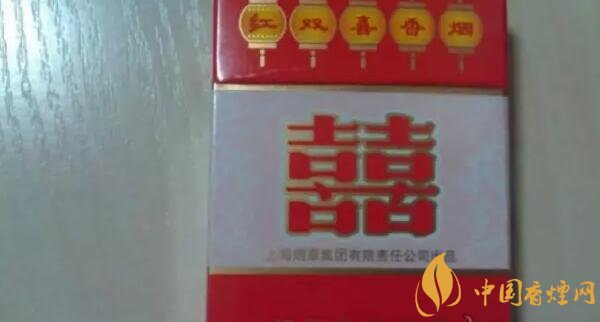 红双喜香烟
囍
上海烟草集团有限责任公司出品
中国香烟网